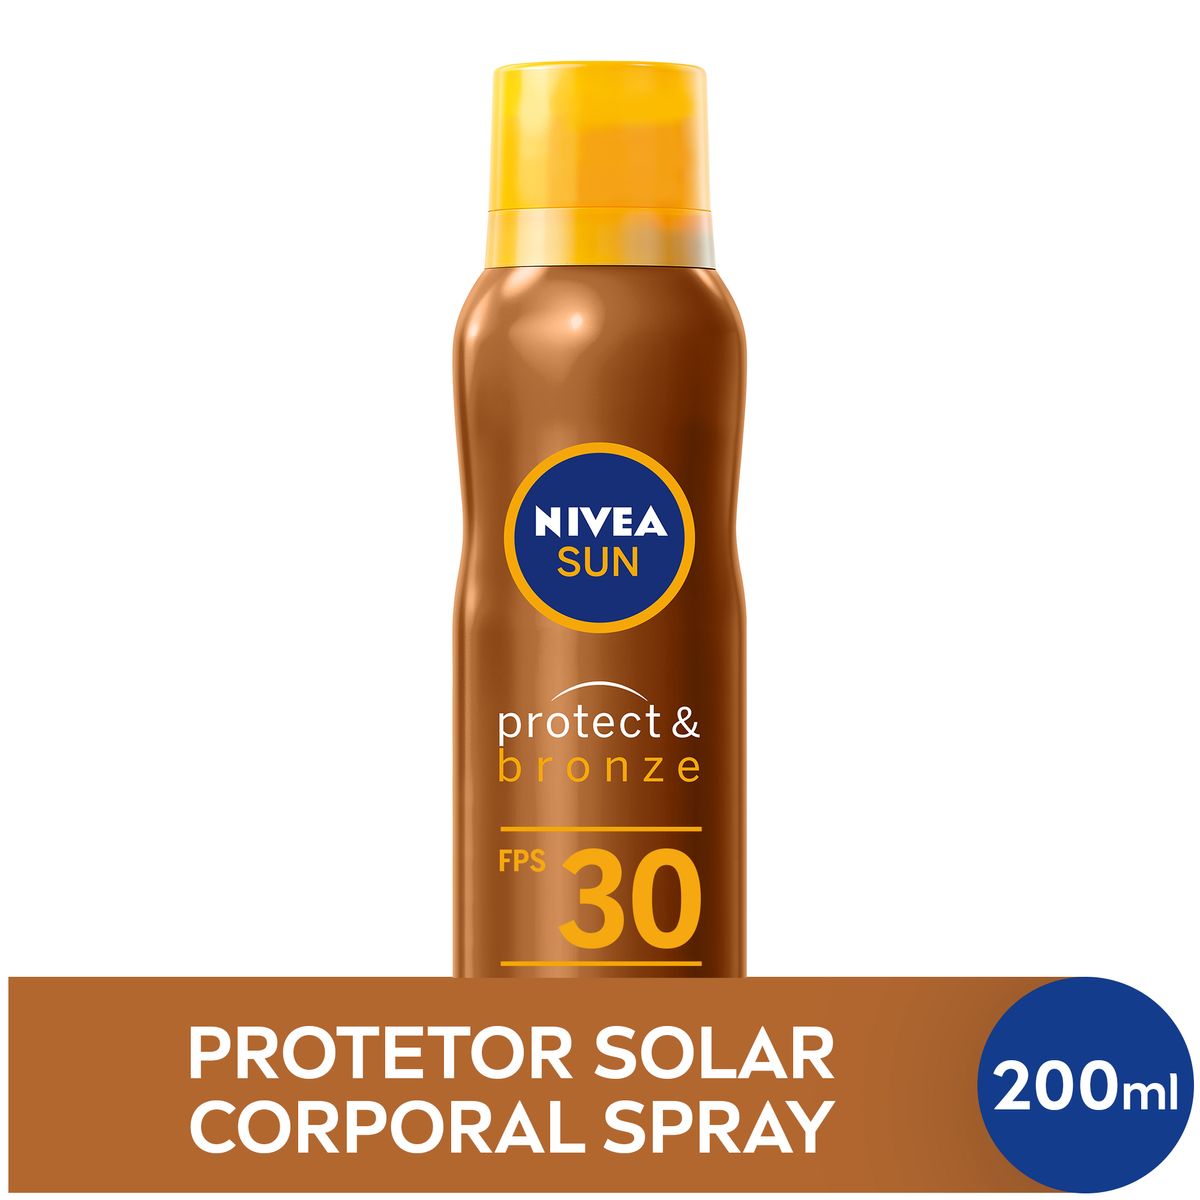 NIVEA
SUN
protect &
bronze
FPS 30
PROTETOR SOLAR
CORPORAL SPRAY
200ml